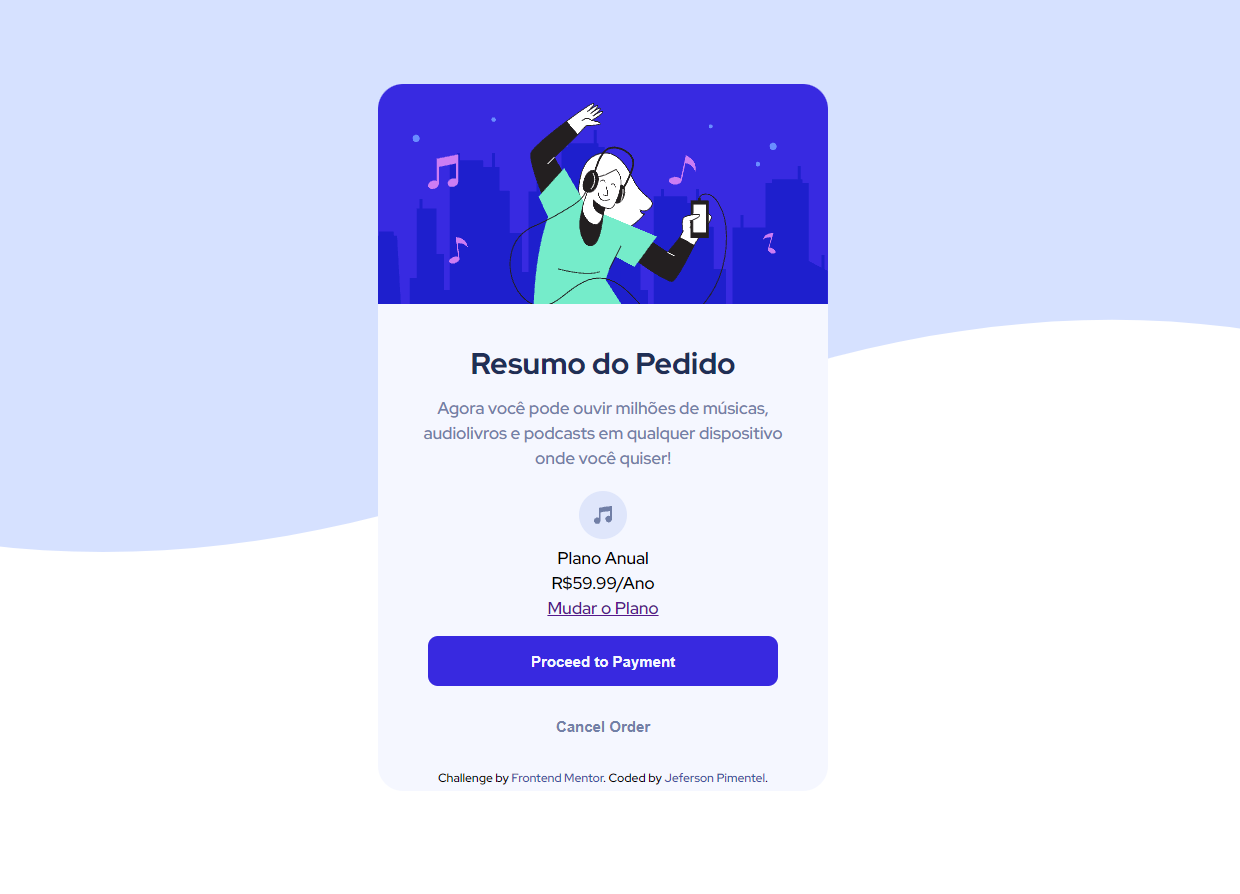 Resumo do Pedido
Agora você pode ouvir milhões de músicas,
audiolivros e podcasts em qualquer dispositivo
onde você quiser!
Plano Anual
R$59.99/Ano
Mudar o Plano
Proceed to Payment
Cancel Order
Challenge by Frontend Mentor. Coded by Jeferson Pimentel.